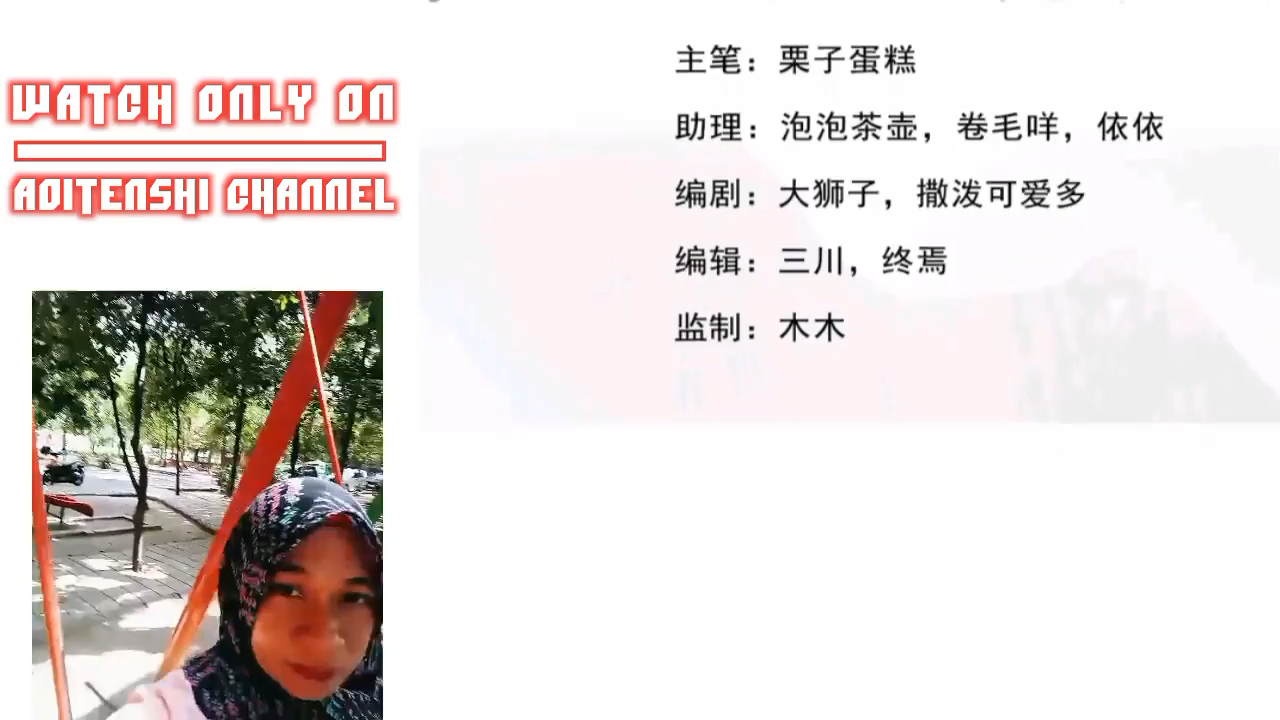 WATCH ONLY ON
ADITENSHI CHANNEL
主笔：栗子蛋糕
助理：泡泡茶壶，卷毛咩，依依
编剧：大狮子，撒泼可爱多
编辑：三川，终焉
监制：木木